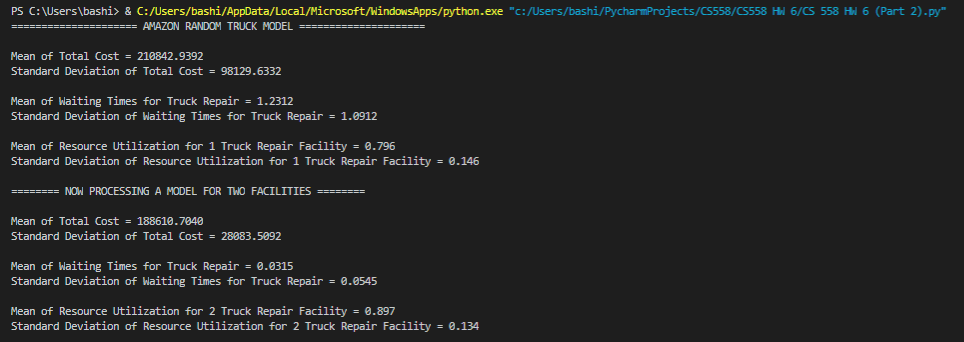 PS C:\Users\bashi> & C:/Users/bashi/AppData/Local/Microsoft/WindowsApps/python.exe "c:/Users/bashi/PycharmProjects/CS558/CS558 HW 6/CS 558 HW 6 (Part 2).py"
===================== AMAZON RANDOM TRUCK MODEL =====================
Mean of Total Cost = 210842.9392
Standard Deviation of Total Cost = 98129.6332
Mean of Waiting Times for Truck Repair = 1.2312
Standard Deviation of Waiting Times for Truck Repair = 1.0912
Mean of Resource Utilization for 1 Truck Repair Facility = 0.796
Standard Deviation of Resource Utilization for 1 Truck Repair Facility = 0.146
======== NOW PROCESSING A MODEL FOR TWO FACILITIES ========
Mean of Total Cost = 188610.7040
Standard Deviation of Total Cost = 28083.5092
Mean of Waiting Times for Truck Repair = 0.0315
Standard Deviation of Waiting Times for Truck Repair = 0.0545
Mean of Resource Utilization for 2 Truck Repair Facility = 0.897
Standard Deviation of Resource Utilization for 2 Truck Repair Facility = 0.134